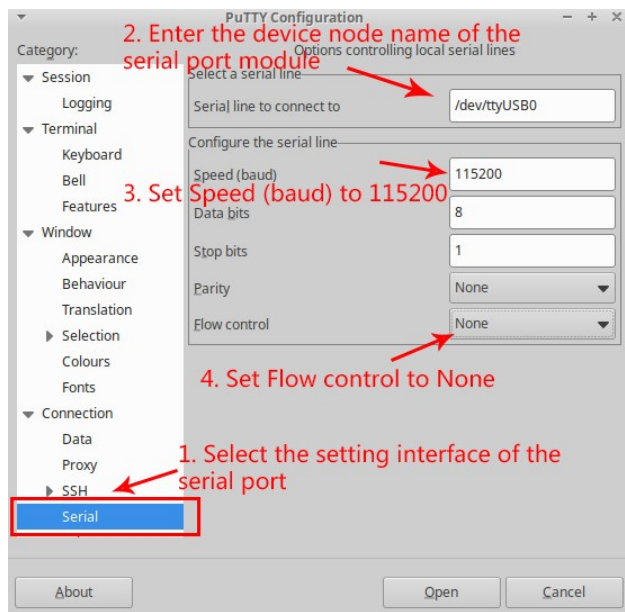 PuTTY Configuration
2. Enter the device node name of the
serial port module
Category:
Options controlling local serial lines
Session
Logging
Terminal
Keyboard
Bell
Features
Window
Appearance
Behaviour
Translation
Selection
Colours
Fonts
Connection
Data
Proxy
SSH
Serial
Select a serial line
Serial line to connect to
/dev/ttyUSB0
Configure the serial line
Speed (baud)
115200
3. Set Speed (baud) to 115200
Data bits
8
Stop bits
1
Parity
None
Flow control
None
4. Set Flow control to None
1. Select the setting interface of the
serial port
About
Open
Cancel